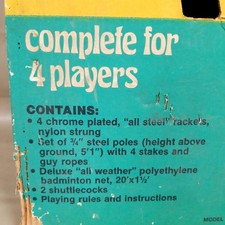 complete for
4 players
CONTAINS:
• 4 chrome plated, "all steel" rackets,
nylon strung
• Set of ¾" steel poles (height above
ground, 5'1") with 4 stakes and
guy ropes
• Deluxe "all weather" polyethylene
badminton net, 20'x1½'
• 2 shuttlecocks
• Playing rules and instructions
MODEL